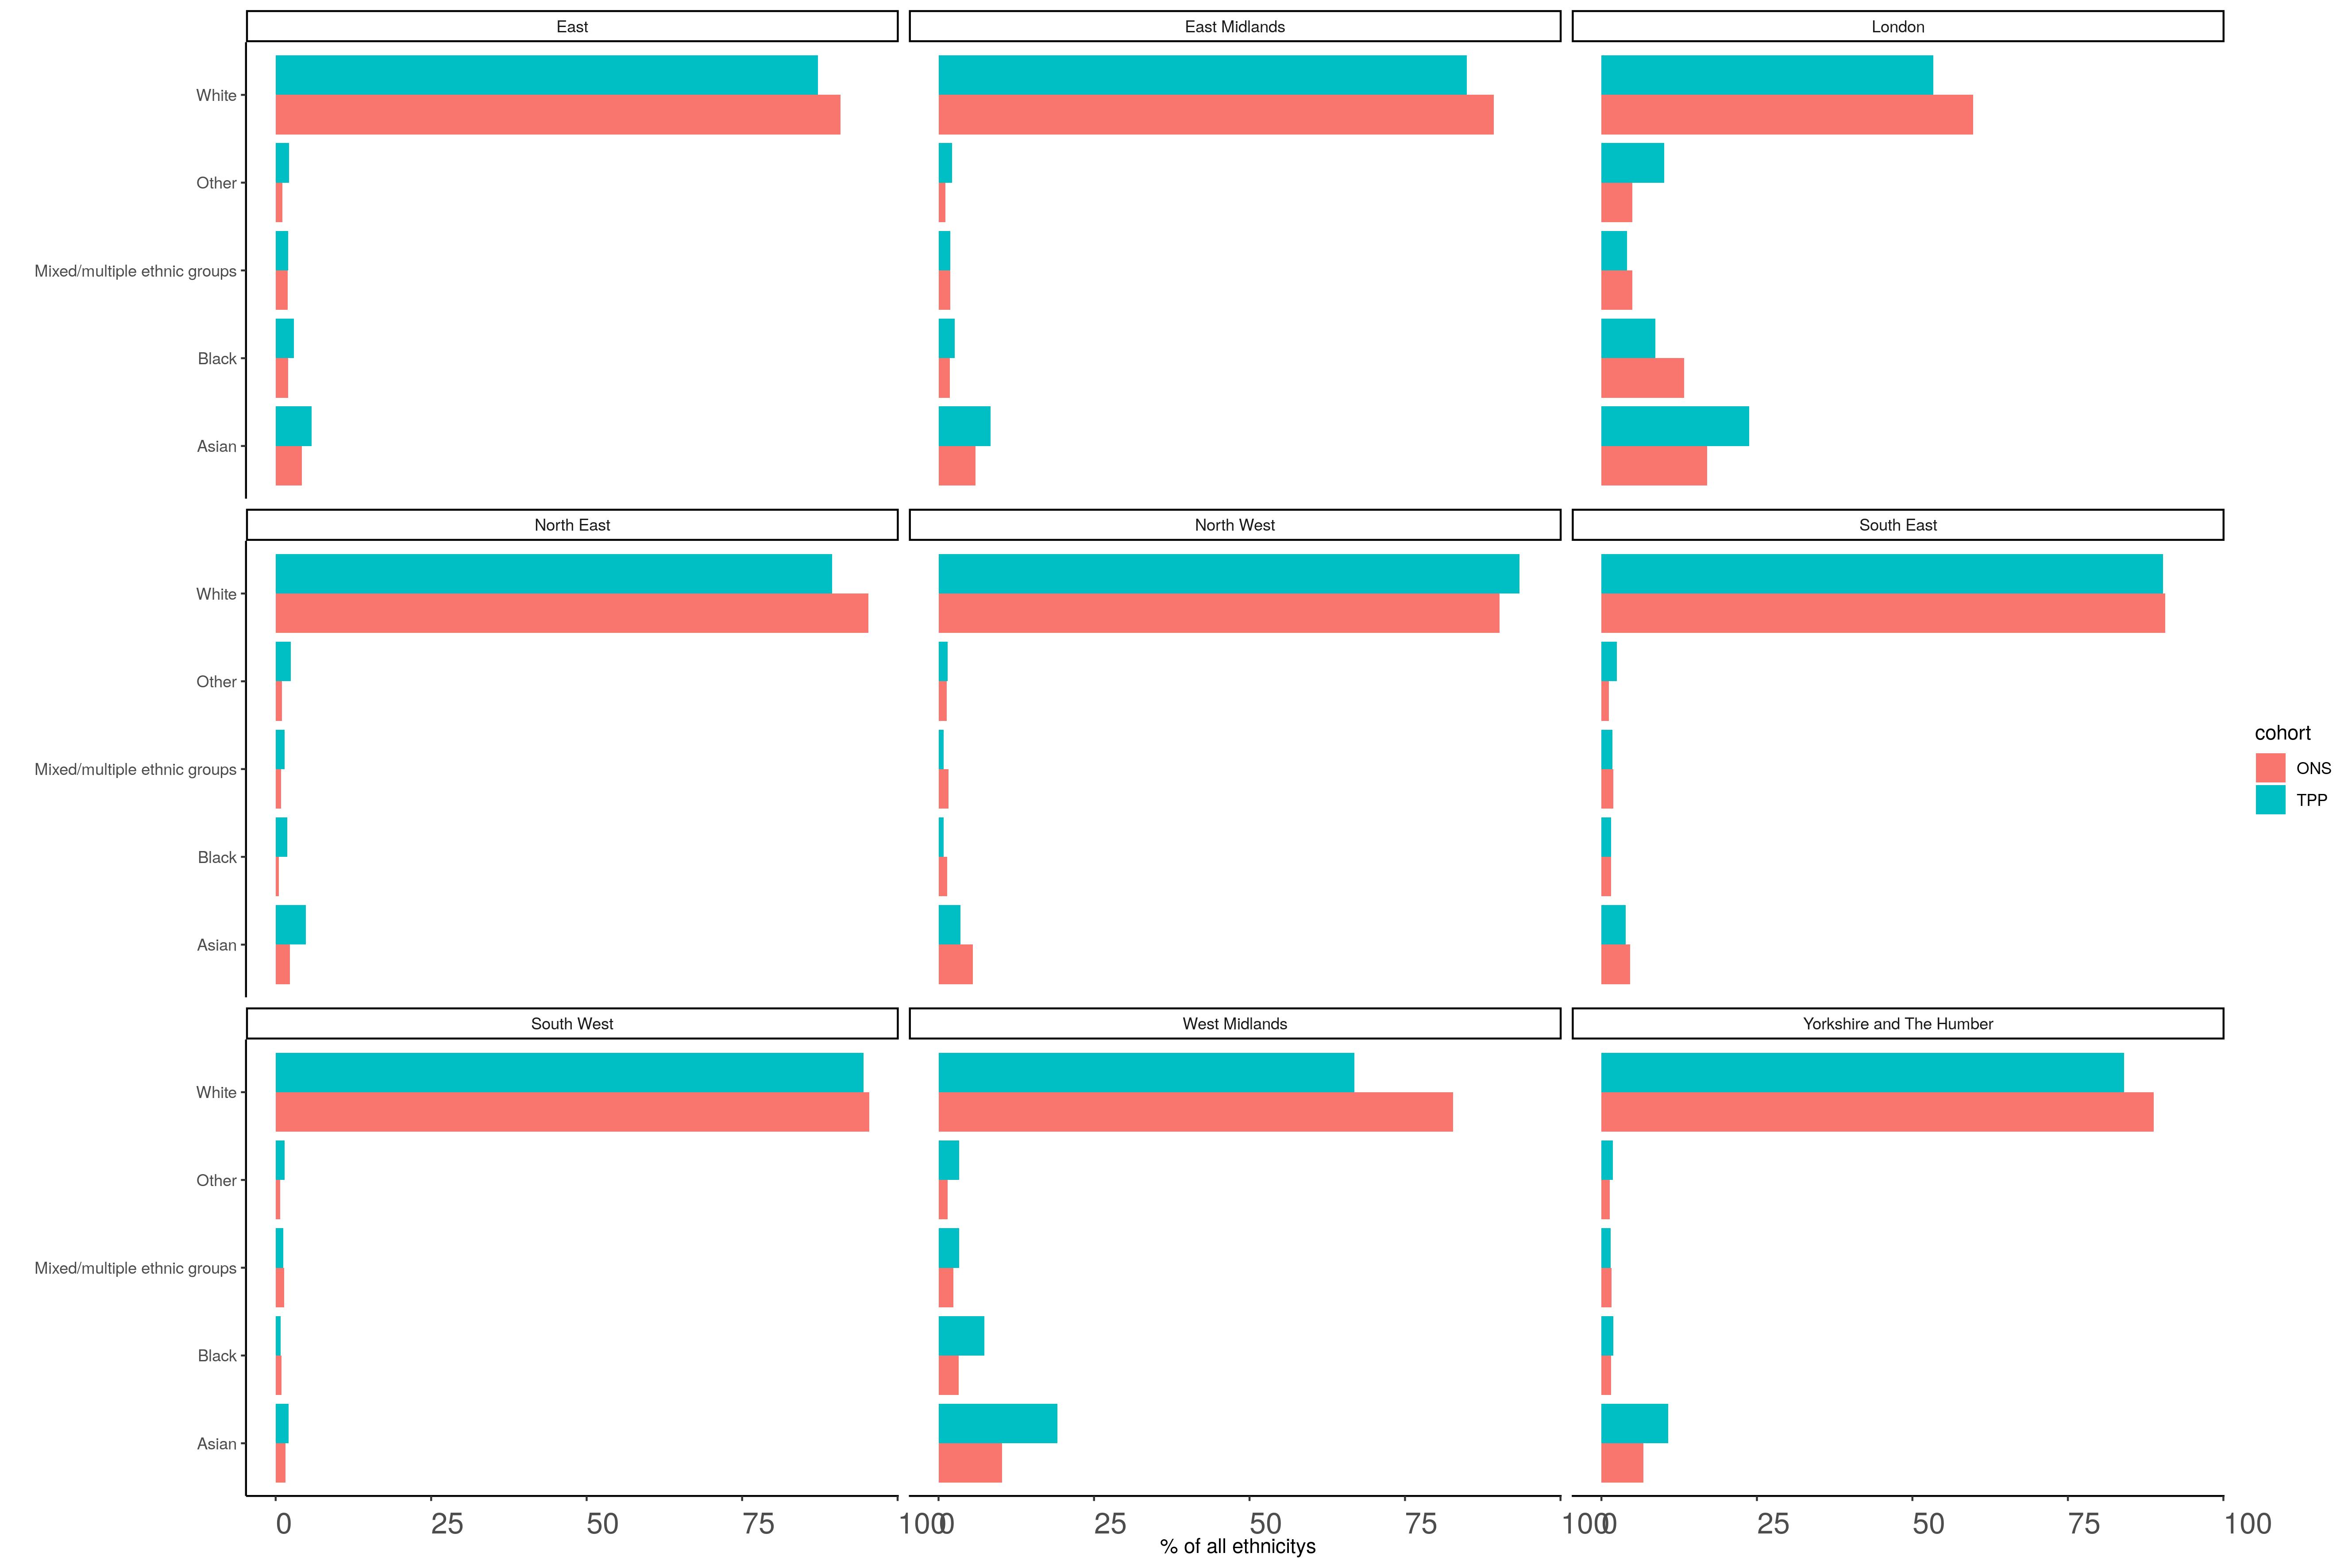 East
East Midlands
London
White
Other
Mixed/multiple ethnic groups
Black
Asian
North East
North West
South East
White
Other
Mixed/multiple ethnic groups
Black
Asian
cohort
ONS
TPP
South West
West Midlands
Yorkshire and The Humber
White
Other
Mixed/multiple ethnic groups
Black
Asian
0 25 50 75 100
0 25 50 75 100
0 25 50 75 100
% of all ethnicitys